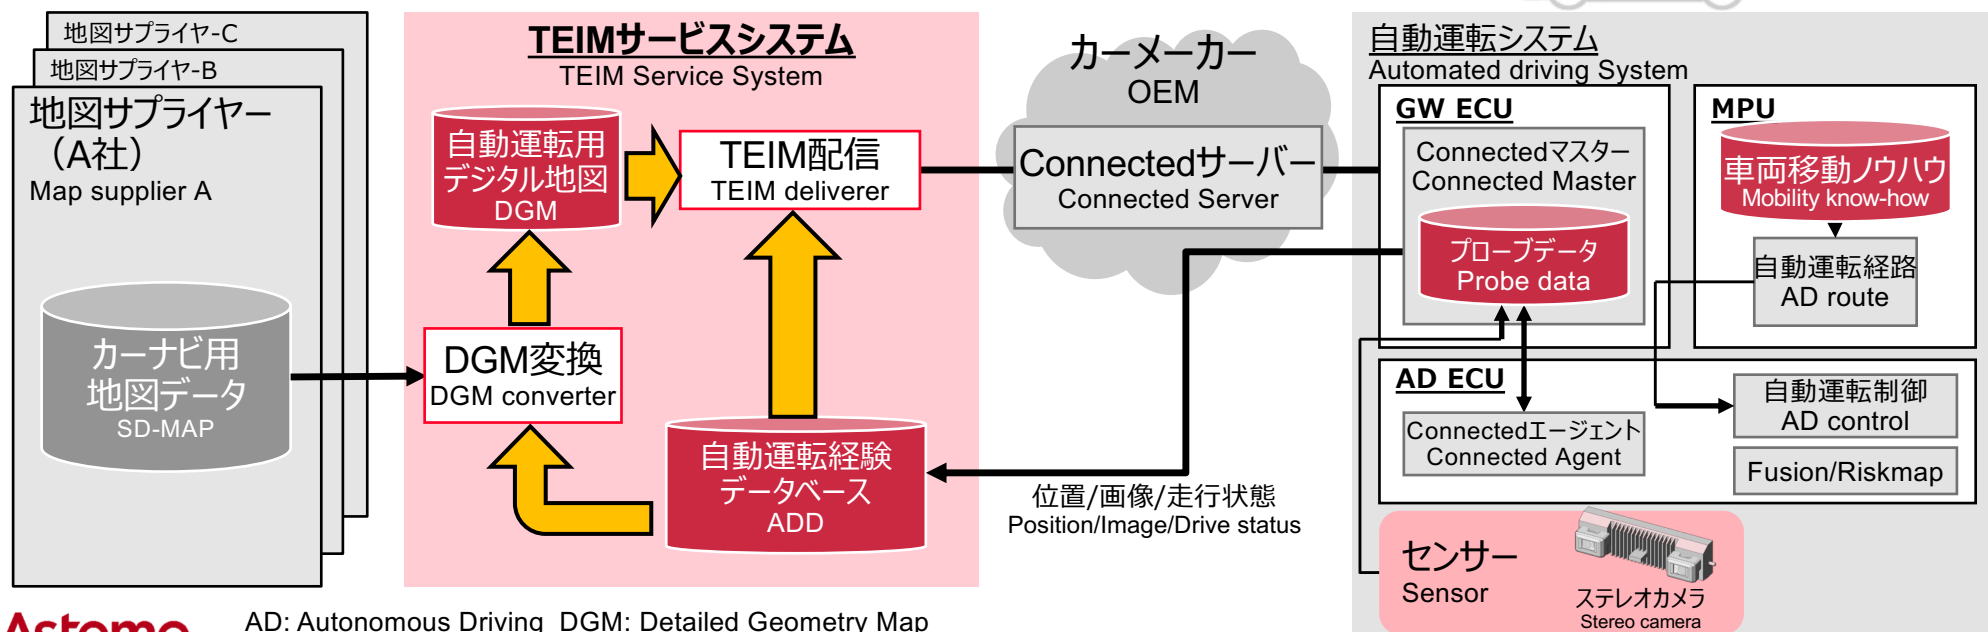 地図サプライヤ-C
地図サプライヤ-B
地図サプライヤー
（A社）
Map supplier A
カーナビ用
地図データ
SD-MAP
TEIMサービスシステム
TEIM Service System
自動運転用
デジタル地図
DGM
TEIM配信
TEIM deliverer
DGM変換
DGM converter
自動運転経験
データベース
ADD
カーメーカー
OEM
Connectedサーバー
Connected Server
位置/画像/走行状態
Position/Image/Drive status
自動運転システム
Automated driving System
GW ECU
Connectedマスター
Connected Master
プローブデータ
Probe data
MPU
車両移動ノウハウ
Mobility know-how
自動運転経路
AD route
AD ECU
Connectedエージェント
Connected Agent
自動運転制御
AD control
Fusion/Riskmap
センサー
Sensor
ステレオカメラ
Stereo camera
Astemo
AD: Autonomous Driving DGM: Detailed Geometry Map